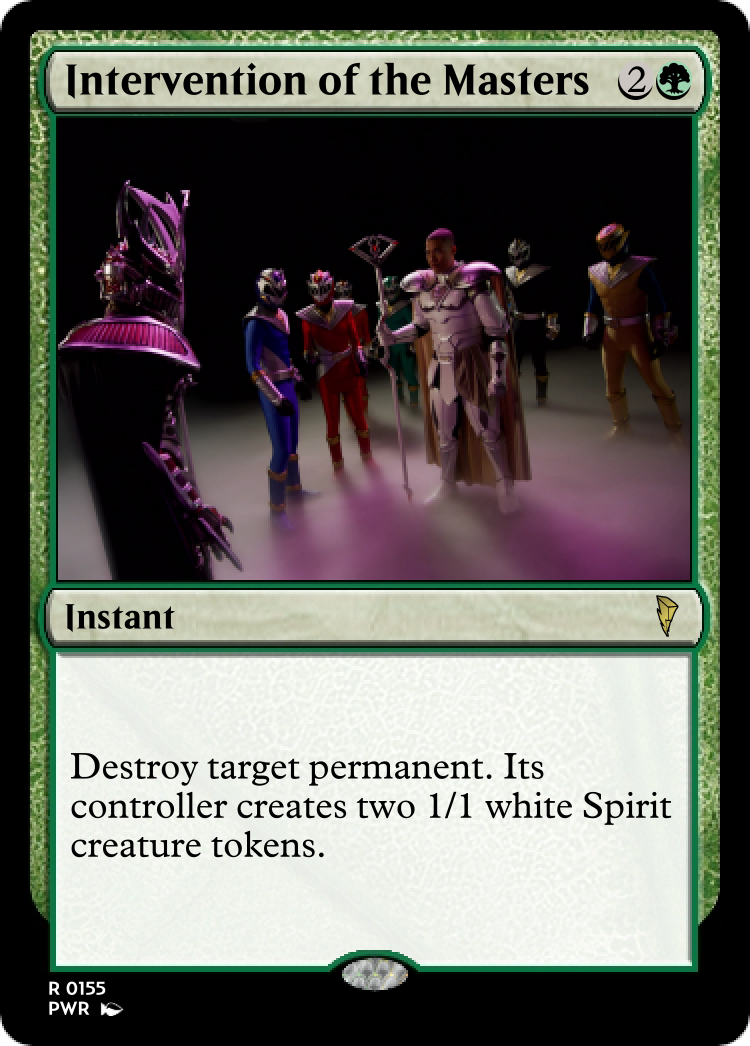 Intervention of the Masters 2
Instant
Destroy target permanent. Its
controller creates two 1/1 white Spirit
creature tokens.
R 0155
PWR